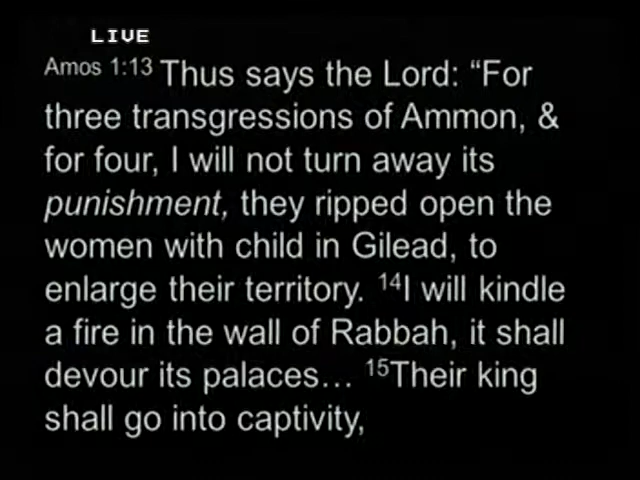 LIVE
Amos 1:13 Thus says the Lord: “For
three transgressions of Ammon, &
for four, I will not turn away its
punishment, they ripped open the
women with child in Gilead, to
enlarge their territory. 14I will kindle
a fire in the wall of Rabbah, it shall
devour its palaces… 15Their king
shall go into captivity,